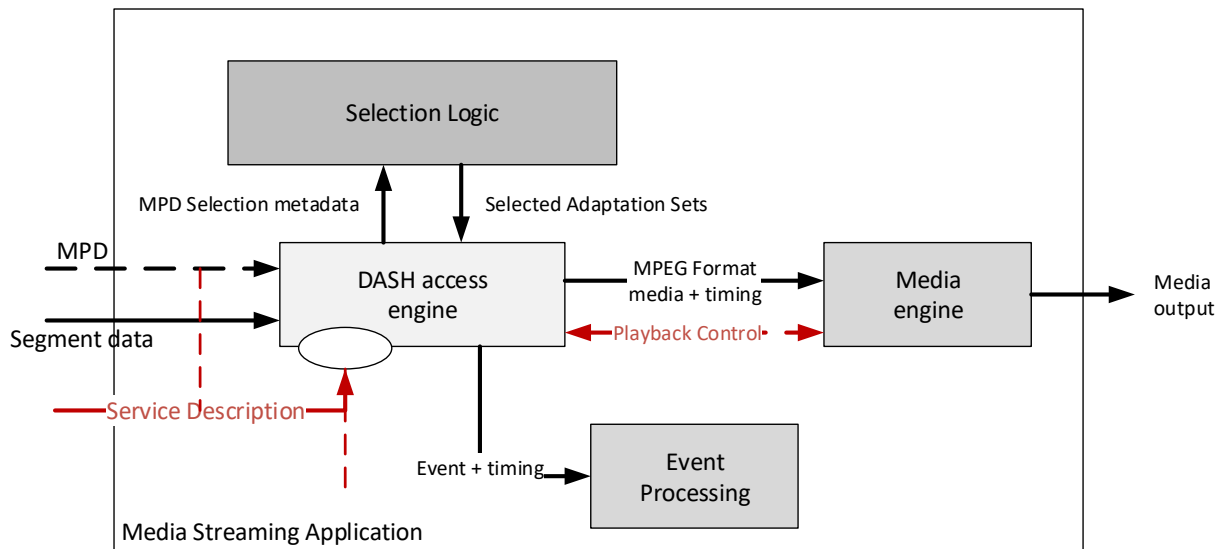 Selection Logic
MPD Selection metadata
Selected Adaptation Sets
MPD
DASH access
engine
MPEG Format
media + timing
Media
engine
Media
output
Segment data
Playback Control
Service Description
Event + timing
Event
Processing
Media Streaming Application